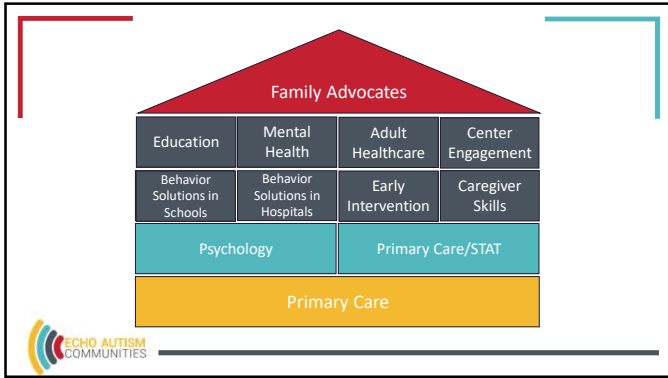 Family Advocates
Education
Mental
Health
Adult
Healthcare
Center
Engagement
Behavior
Solutions in
Schools
Behavior
Solutions in
Hospitals
Early
Intervention
Caregiver
Skills
Psychology
Primary Care/STAT
Primary Care
ECHO AUTISM
COMMUNITIES